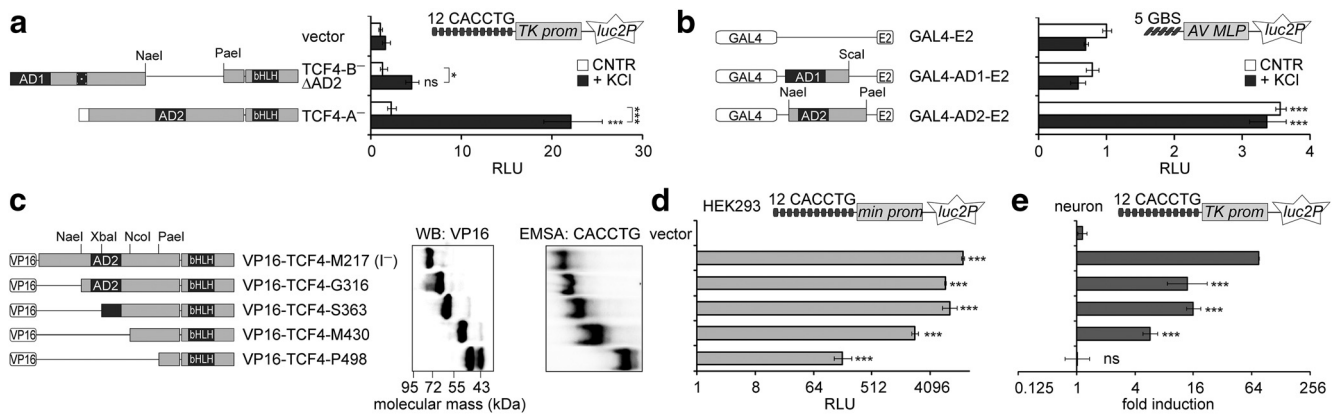 a
12 CACCTG TK prom luc2P
vector
NaeI PaeI
AD1 bHLH TCF4-B⁻
ΔAD2
ns *
CNTR
+ KCl
AD2 bHLH TCF4-A⁻
***
***
0 10 20 30
RLU
b
5 GBS AV MLP luc2P
GAL4 E2 GAL4-E2
ScaI
GAL4 AD1 E2 GAL4-AD1-E2
NaeI PaeI
GAL4 AD2 E2 GAL4-AD2-E2
CNTR
+ KCl
***
***
0 1 2 3 4
RLU
c
NaeI XbaI NcoI PaeI
VP16 AD2 bHLH VP16-TCF4-M217 (I⁻)
VP16 AD2 bHLH VP16-TCF4-G316
VP16 bHLH VP16-TCF4-S363
VP16 bHLH VP16-TCF4-M430
VP16 bHLH VP16-TCF4-P498
WB: VP16
95 72 55 43
molecular mass (kDa)
EMSA: CACCTG
d
HEK293 12 CACCTG min prom luc2P
vector
***
***
***
***
***
1 8 64 512 4096
RLU
e
neuron 12 CACCTG TK prom luc2P
***
***
***
ns
0.125 1 4 16 64 256
fold induction